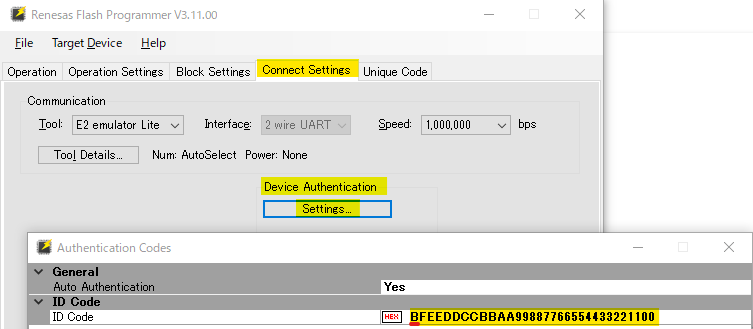 Renesas Flash Programmer V3.11.00
File Target Device Help
Operation Operation Settings Block Settings Connect Settings Unique Code
Communication
Tool: E2 emulator Lite Interface: 2 wire UART Speed: 1,000,000 bps
Tool Details... Num: AutoSelect Power: None
Device Authentication
Settings...
Authentication Codes
General
Auto Authentication Yes
ID Code
ID Code HEX BFEEDDCCBBAA99887766554433221100